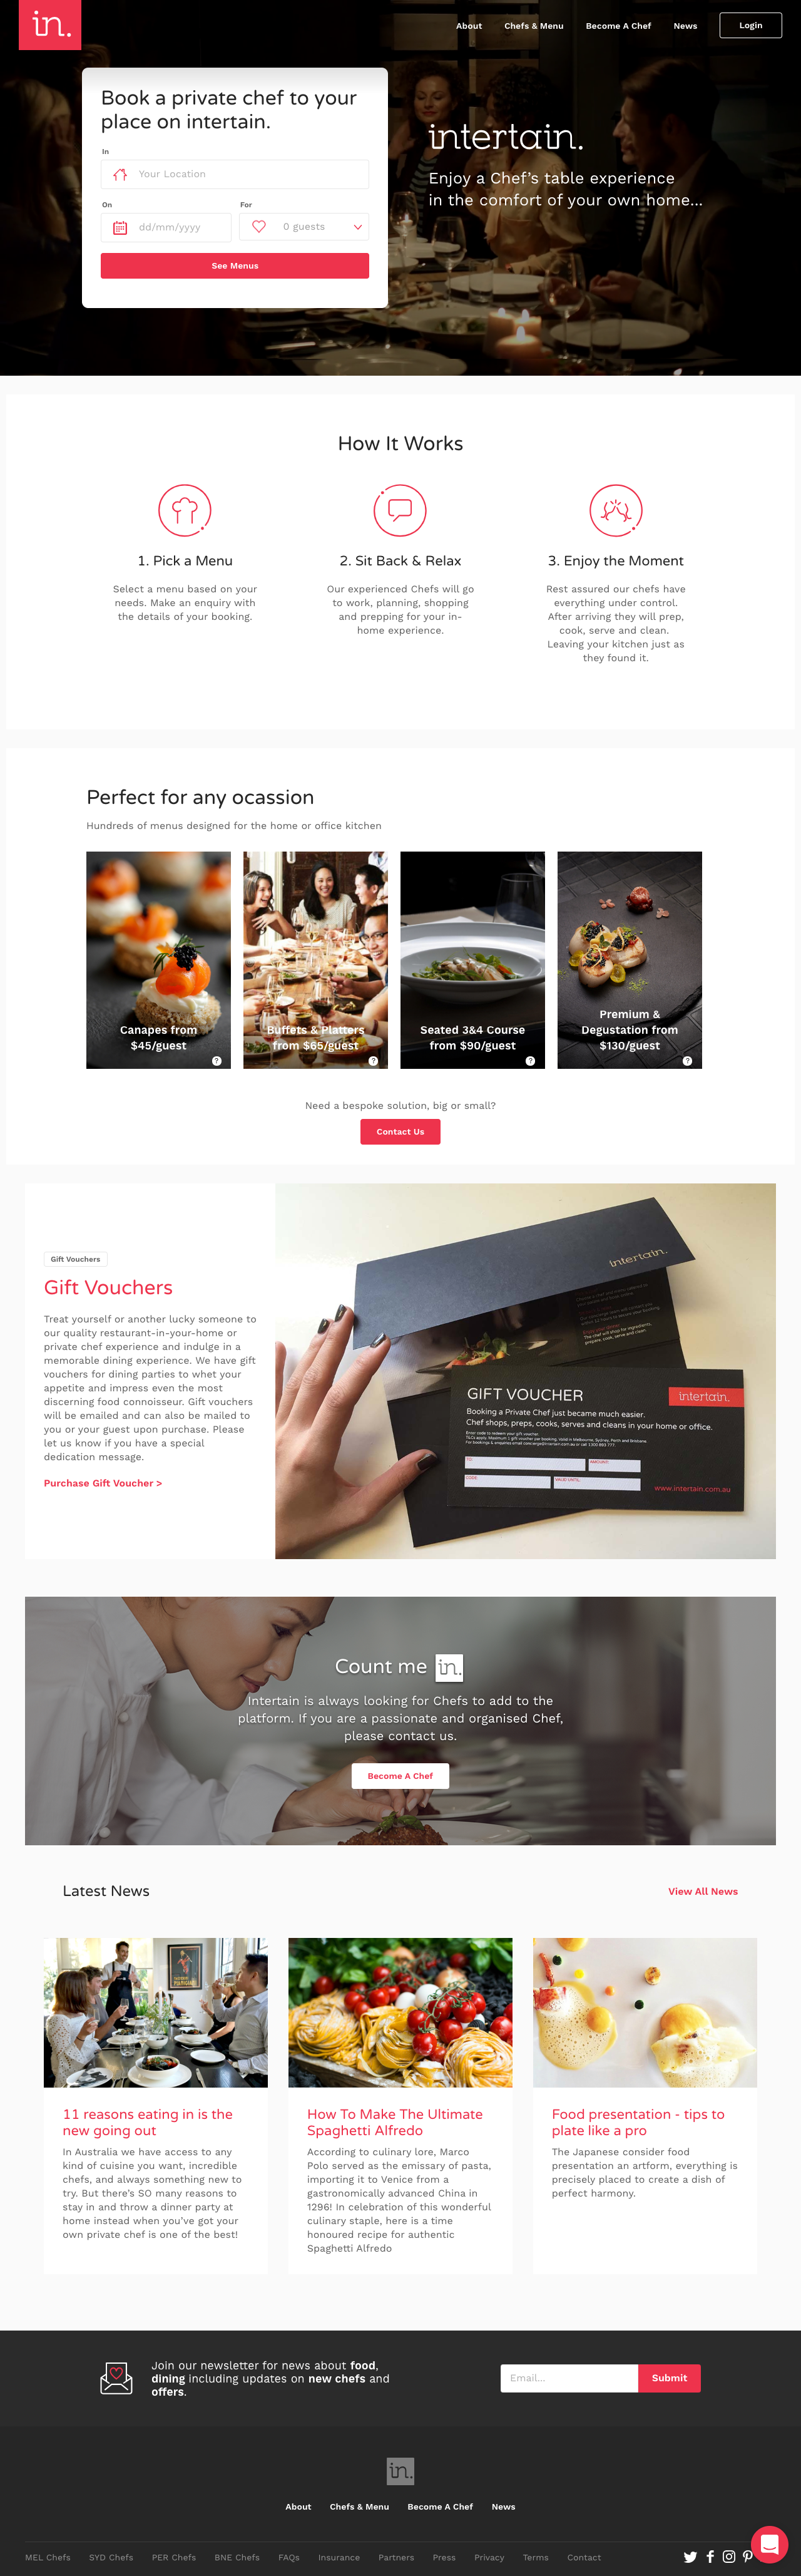 in.
About Chefs & Menu Become A Chef News Login
Book a private chef to your
place on intertain.
In
Your Location
On For
dd/mm/yyyy 0 guests
See Menus
intertain.
Enjoy a Chef's table experience
in the comfort of your own home...
How It Works
1. Pick a Menu
Select a menu based on your
needs. Make an enquiry with
the details of your booking.
2. Sit Back & Relax
Our experienced Chefs will go
to work, planning, shopping
and prepping for your in-
home experience.
3. Enjoy the Moment
Rest assured our chefs have
everything under control.
After arriving they will prep,
cook, serve and clean.
Leaving your kitchen just as
they found it.
Perfect for any ocassion
Hundreds of menus designed for the home or office kitchen
Canapes from
$45/guest
?
Buffets & Platters
from $65/guest
?
Seated 3&4 Course
from $90/guest
?
Premium &
Degustation from
$130/guest
?
Need a bespoke solution, big or small?
Contact Us
Gift Vouchers
Gift Vouchers
Treat yourself or another lucky someone to
our quality restaurant-in-your-home or
private chef experience and indulge in a
memorable dining experience. We have gift
vouchers for dining parties to whet your
appetite and impress even the most
discerning food connoisseur. Gift vouchers
will be emailed and can also be mailed to
you or your guest upon purchase. Please
let us know if you have a special
dedication message.
Purchase Gift Voucher >
intertain.
The chef will shop for ingredients,
prepare, cook, serve and clean.
GIFT VOUCHER
intertain.
Booking a Private Chef just became much easier.
Chef shops, preps, cooks, serves and cleans in your home or office.
Enter code to redeem your gift voucher.
TO:
AMOUNT:
CODE:
VALID UNTIL:
www.intertain.com.au
Count me in.
Intertain is always looking for Chefs to add to the
platform. If you are a passionate and organised Chef,
please contact us.
Become A Chef
Latest News
View All News
11 reasons eating in is the
new going out
In Australia we have access to any
kind of cuisine you want, incredible
chefs, and always something new to
try. But there's SO many reasons to
stay in and throw a dinner party at
home instead when you've got your
own private chef is one of the best!
How To Make The Ultimate
Spaghetti Alfredo
According to culinary lore, Marco
Polo served as the emissary of pasta,
importing it to Venice from a
gastronomically advanced China in
1296! In celebration of this wonderful
culinary staple, here is a time
honoured recipe for authentic
Spaghetti Alfredo
Food presentation - tips to
plate like a pro
The Japanese consider food
presentation an artform, everything is
precisely placed to create a dish of
perfect harmony.
Join our newsletter for news about food,
dining including updates on new chefs and
offers.
Email...
Submit
in.
About Chefs & Menu Become A Chef News
MEL Chefs SYD Chefs PER Chefs BNE Chefs FAQs Insurance Partners Press Privacy Terms Contact